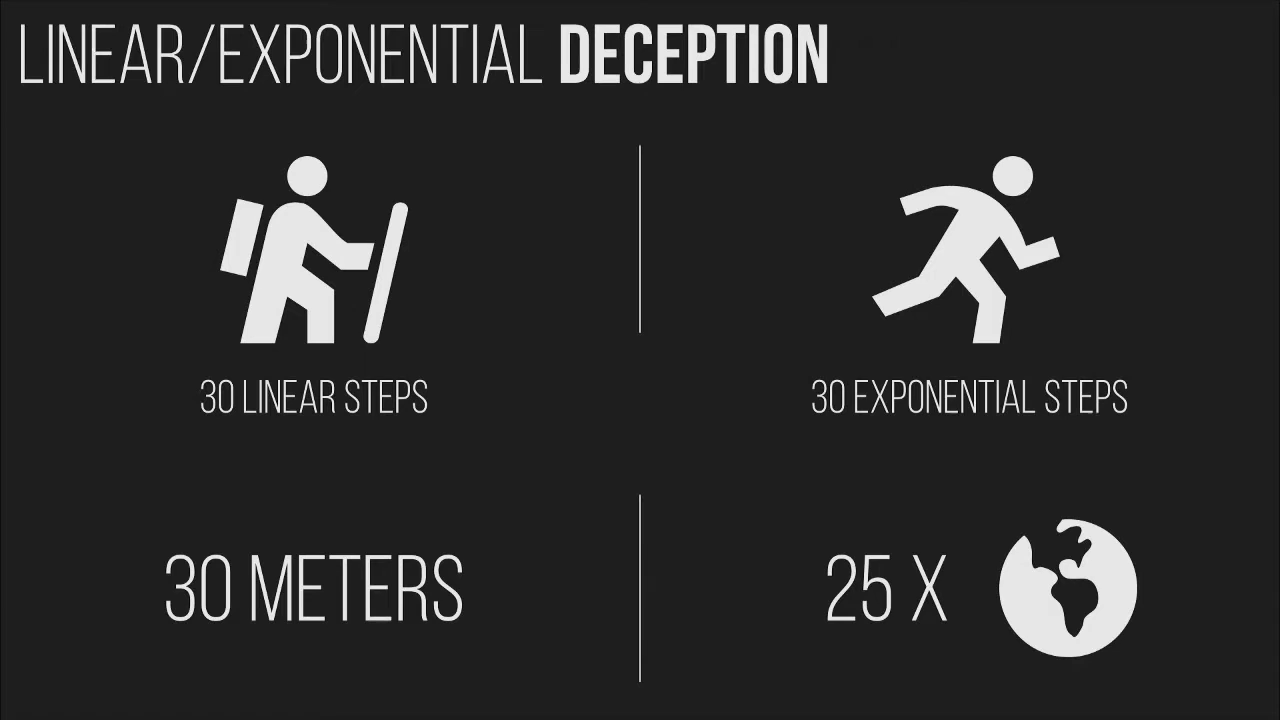 LINEAR/EXPONENTIAL DECEPTION
30 LINEAR STEPS
30 EXPONENTIAL STEPS
30 METERS
25 X